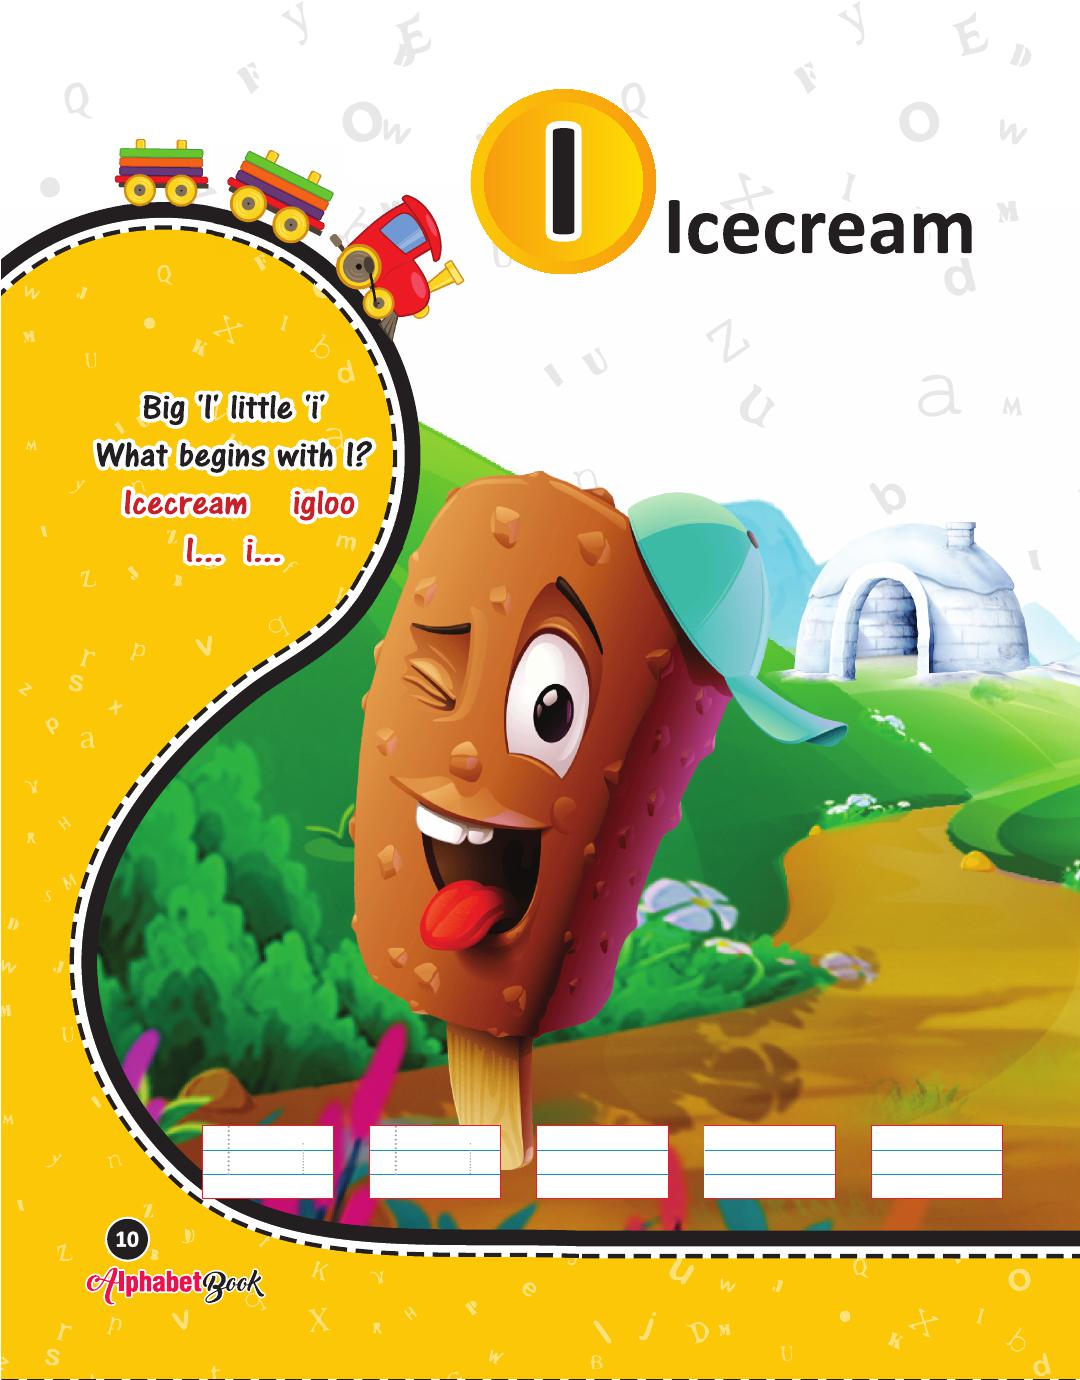 I
Icecream
Big 'I' little 'i'
What begins with I?
Icecream igloo
I... i...
10
AlphabetBook